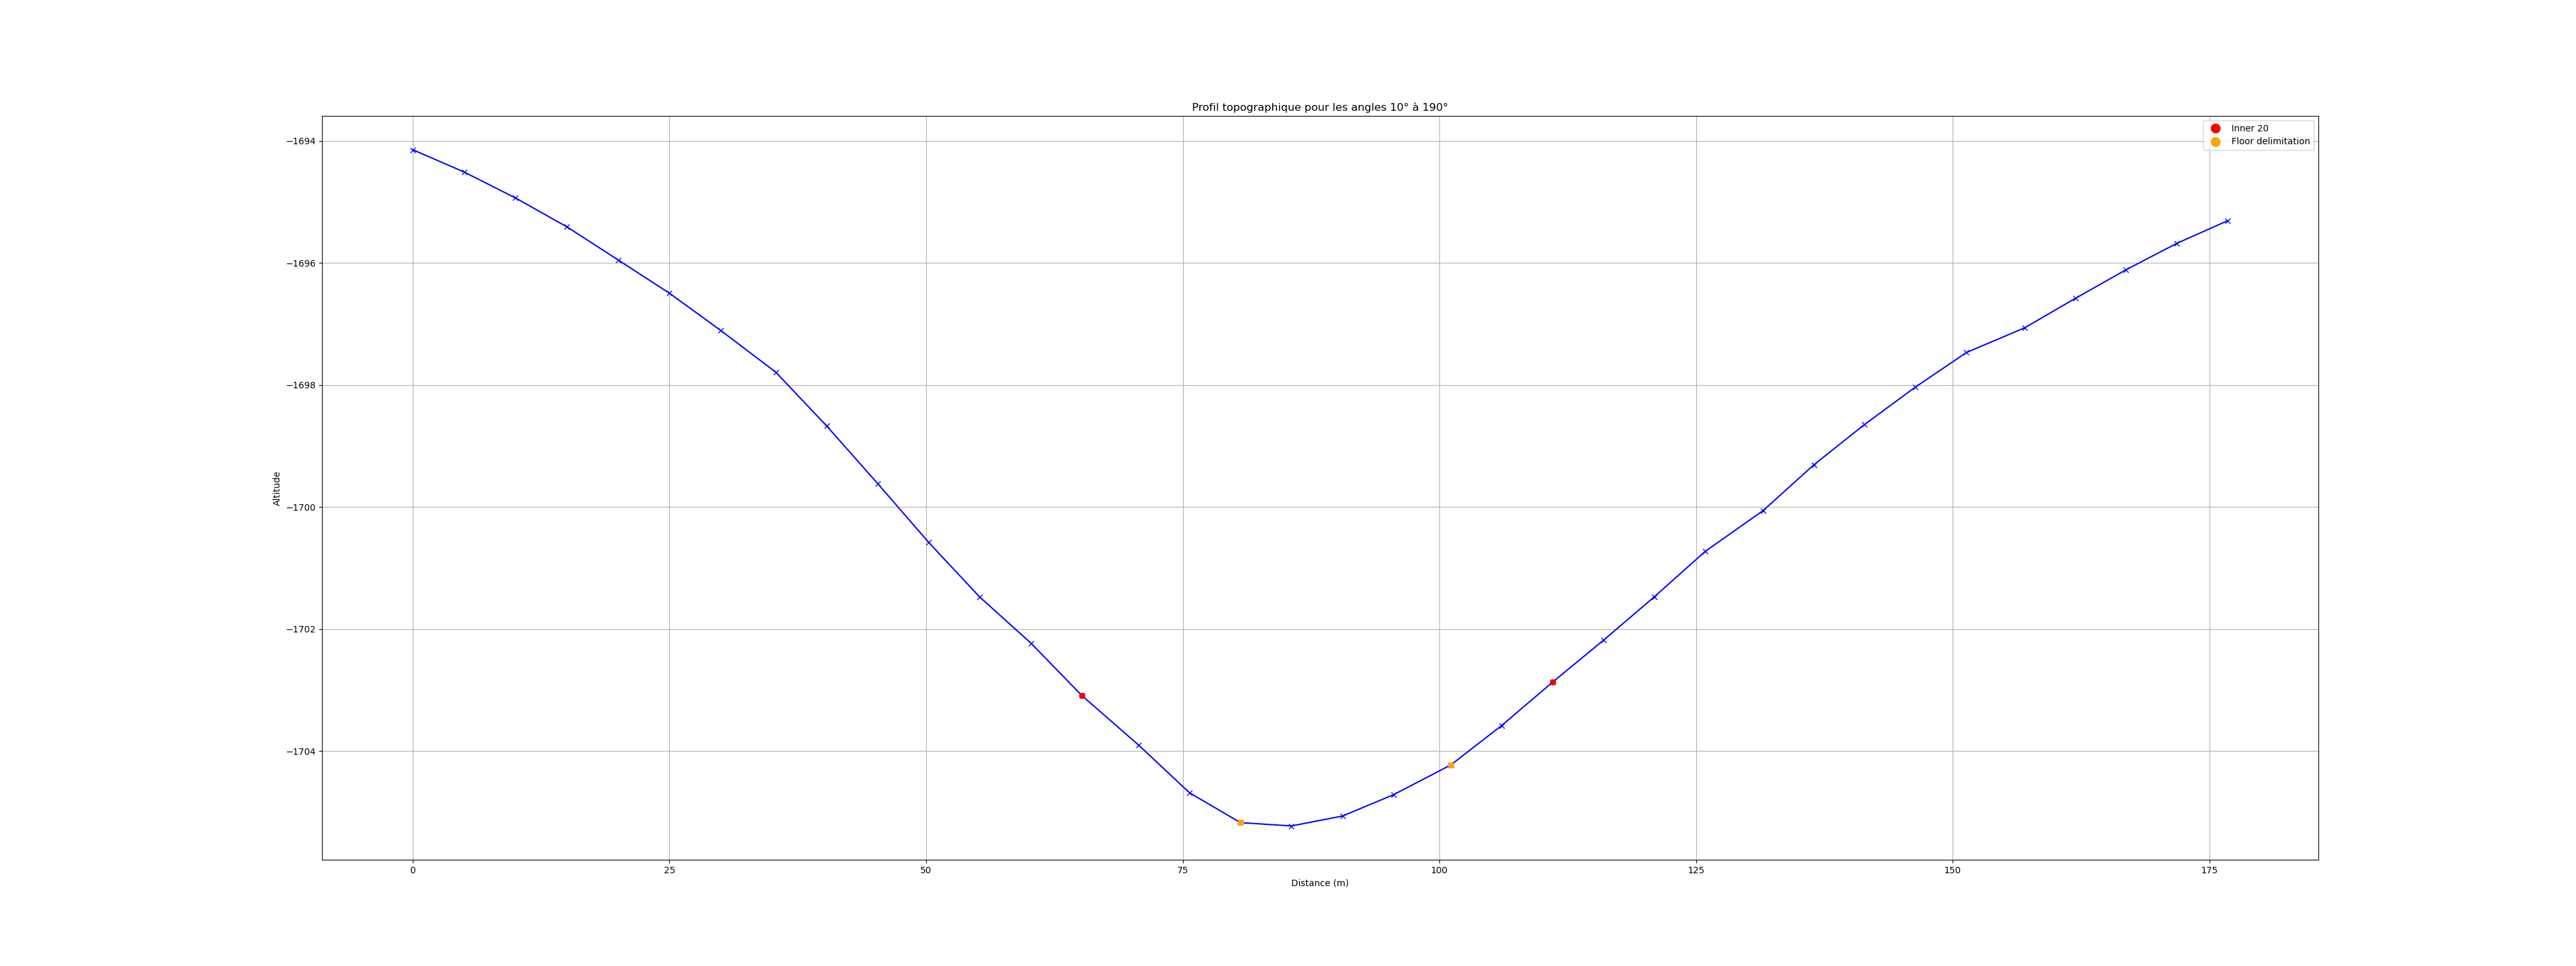 Profil topographique pour les angles 10° à 190°
Inner 20
Floor delimitation
Altitude
−1694
−1696
−1698
−1700
−1702
−1704
0 25 50 75 100 125 150 175
Distance (m)